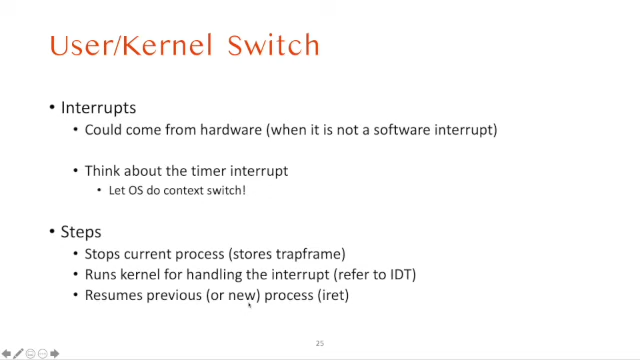 User/Kernel Switch
• Interrupts
• Could come from hardware (when it is not a software interrupt)
• Think about the timer interrupt
• Let OS do context switch!
• Steps
• Stops current process (stores trapframe)
• Runs kernel for handling the interrupt (refer to IDT)
• Resumes previous (or new) process (iret)
25